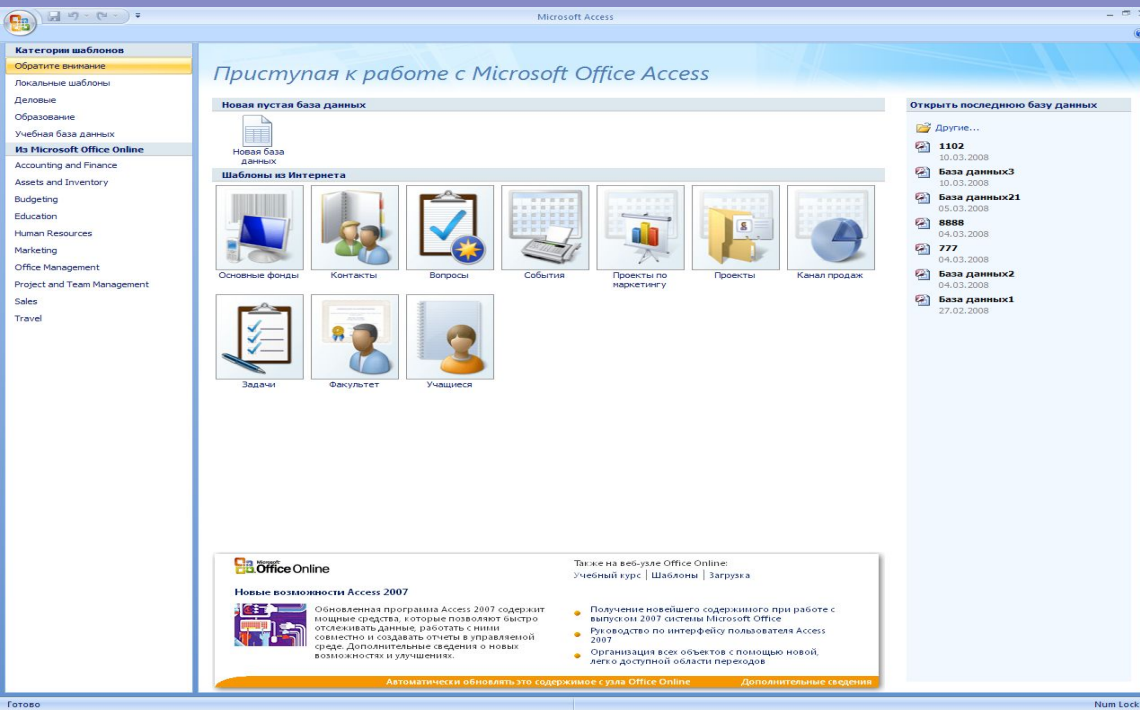 Microsoft Access
Категории шаблонов
Обратите внимание
Локальные шаблоны
Деловые
Образование
Учебная база данных
Из Microsoft Office Online
Accounting and Finance
Assets and Inventory
Budgeting
Education
Human Resources
Marketing
Office Management
Project and Team Management
Sales
Travel
Приступая к работе с Microsoft Office Access
Новая пустая база данных
Новая база
данных
Шаблоны из Интернета
Основные фонды
Контакты
Вопросы
События
Проекты по
маркетингу
Проекты
Канал продаж
Задачи
Факультет
Учащиеся
Microsoft
Office Online
Новые возможности Access 2007
Обновленная программа Access 2007 содержит
мощные средства, которые позволяют быстро
отслеживать данные, работать с ними
совместно и создавать отчеты в управляемой
среде. Дополнительные сведения о новых
возможностях и улучшениях.
Также на веб-узле Office Online:
Учебный курс | Шаблоны | Загрузка
Получение новейшего содержимого при работе с
выпуском 2007 системы Microsoft Office
Руководство по интерфейсу пользователя Access
2007
Организация всех объектов с помощью новой,
легко доступной области переходов
Автоматически обновлять это содержимое с узла Office Online
Дополнительные сведения
Открыть последнюю базу данных
Другие...
1102
10.03.2008
База данных3
10.03.2008
База данных21
05.03.2008
8888
04.03.2008
777
04.03.2008
База данных2
04.03.2008
База данных1
27.02.2008
Готово
Num Lock